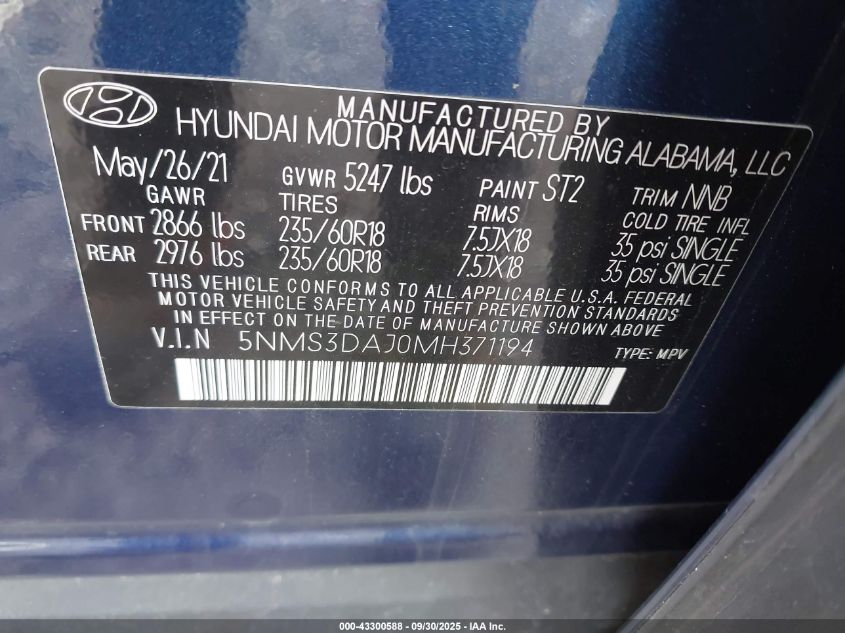 MANUFACTURED BY
HYUNDAI MOTOR MANUFACTURING ALABAMA, LLC
May/26/21 GVWR 5247 lbs PAINT ST2 TRIM NNB
GAWR TIRES RIMS COLD TIRE INFL
FRONT 2866 lbs 235/60R18 7.5JX18 35 psi SINGLE
REAR 2976 lbs 235/60R18 7.5JX18 35 psi SINGLE
THIS VEHICLE CONFORMS TO ALL APPLICABLE U.S.A. FEDERAL
MOTOR VEHICLE SAFETY AND THEFT PREVENTION STANDARDS
IN EFFECT ON THE DATE OF MANUFACTURE SHOWN ABOVE
V.I.N 5NMS3DAJ0MH371194 TYPE: MPV
000-43300588 - 09/30/2025 - IAA Inc.